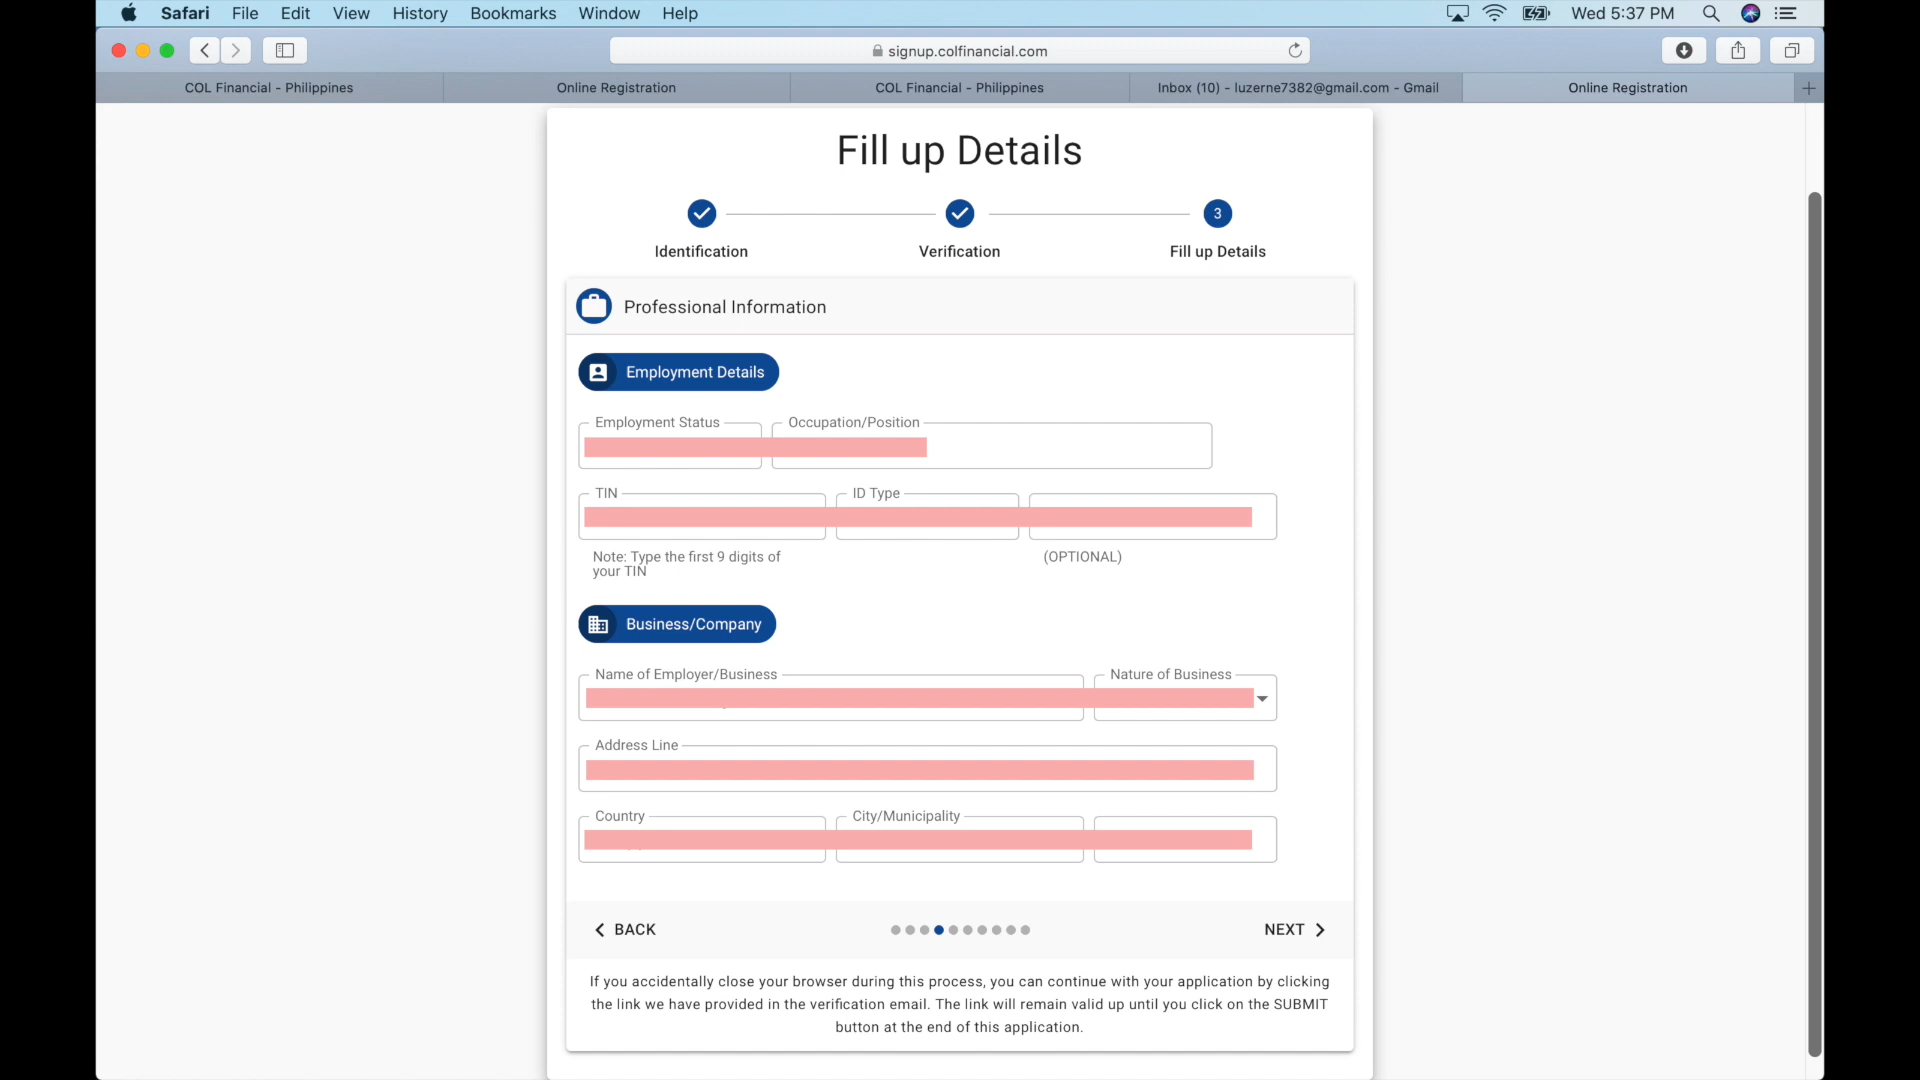 Safari File Edit View History Bookmarks Window Help Wed 5:37 PM
signup.colfinancial.com
COL Financial - Philippines Online Registration COL Financial - Philippines Inbox (10) - luzerne7382@gmail.com - Gmail Online Registration
Fill up Details
3
Identification Verification Fill up Details
Professional Information
Employment Details
Employment Status Occupation/Position
TIN ID Type
Note: Type the first 9 digits of (OPTIONAL)
your TIN
Business/Company
Name of Employer/Business Nature of Business
Address Line
Country City/Municipality
BACK NEXT
If you accidentally close your browser during this process, you can continue with your application by clicking
the link we have provided in the verification email. The link will remain valid up until you click on the SUBMIT
button at the end of this application.